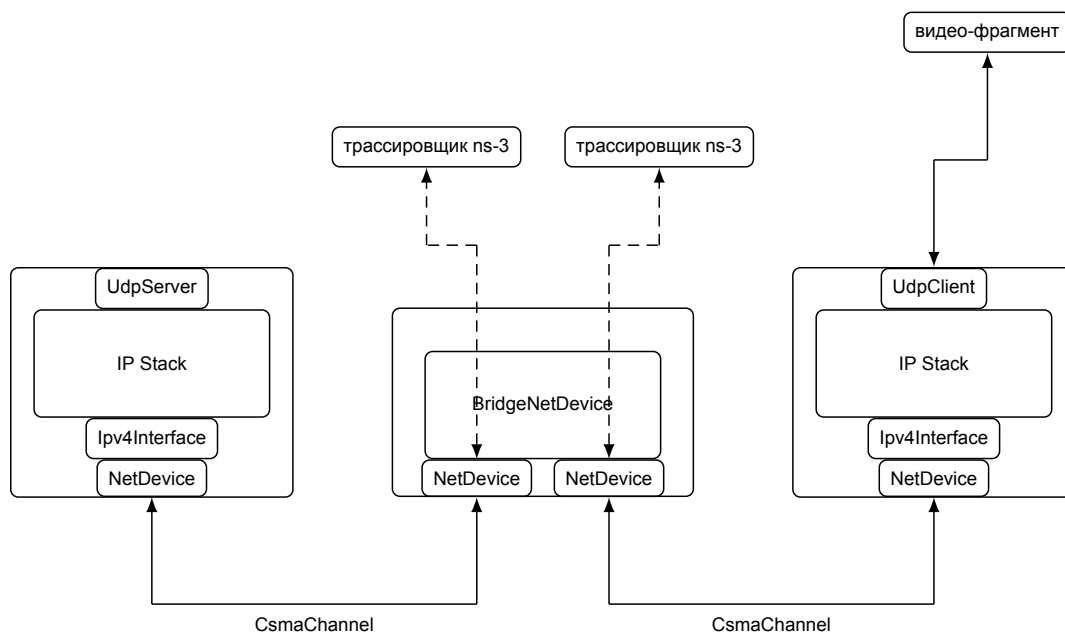 видео-фрагмент
трассировщик ns-3
трассировщик ns-3
UdpServer
UdpClient
IP Stack
IP Stack
BridgeNetDevice
Ipv4Interface
Ipv4Interface
NetDevice
NetDevice
NetDevice
NetDevice
CsmaChannel
CsmaChannel